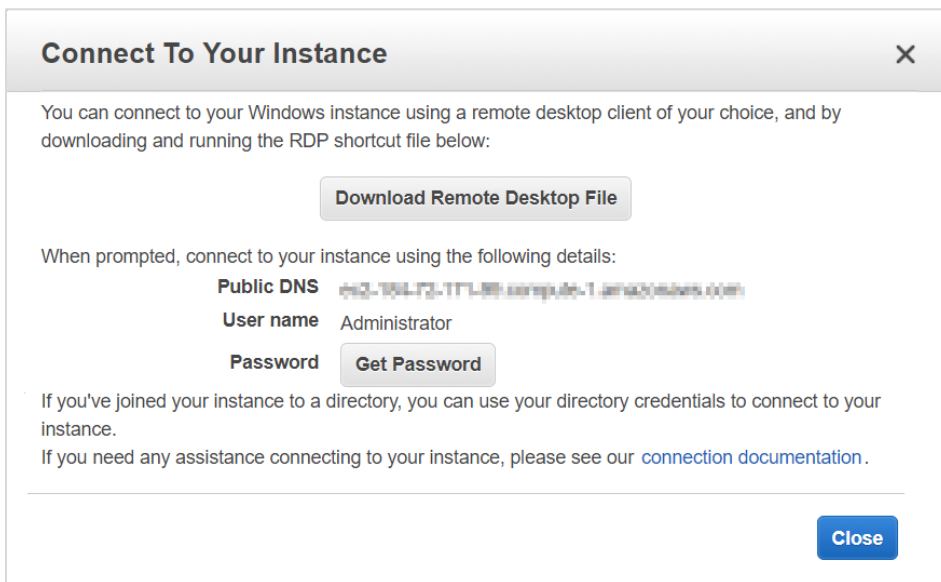 Connect To Your Instance
You can connect to your Windows instance using a remote desktop client of your choice, and by
downloading and running the RDP shortcut file below:
Download Remote Desktop File
When prompted, connect to your instance using the following details:
Public DNS
User name Administrator
Password Get Password
If you've joined your instance to a directory, you can use your directory credentials to connect to your
instance.
If you need any assistance connecting to your instance, please see our connection documentation.
Close